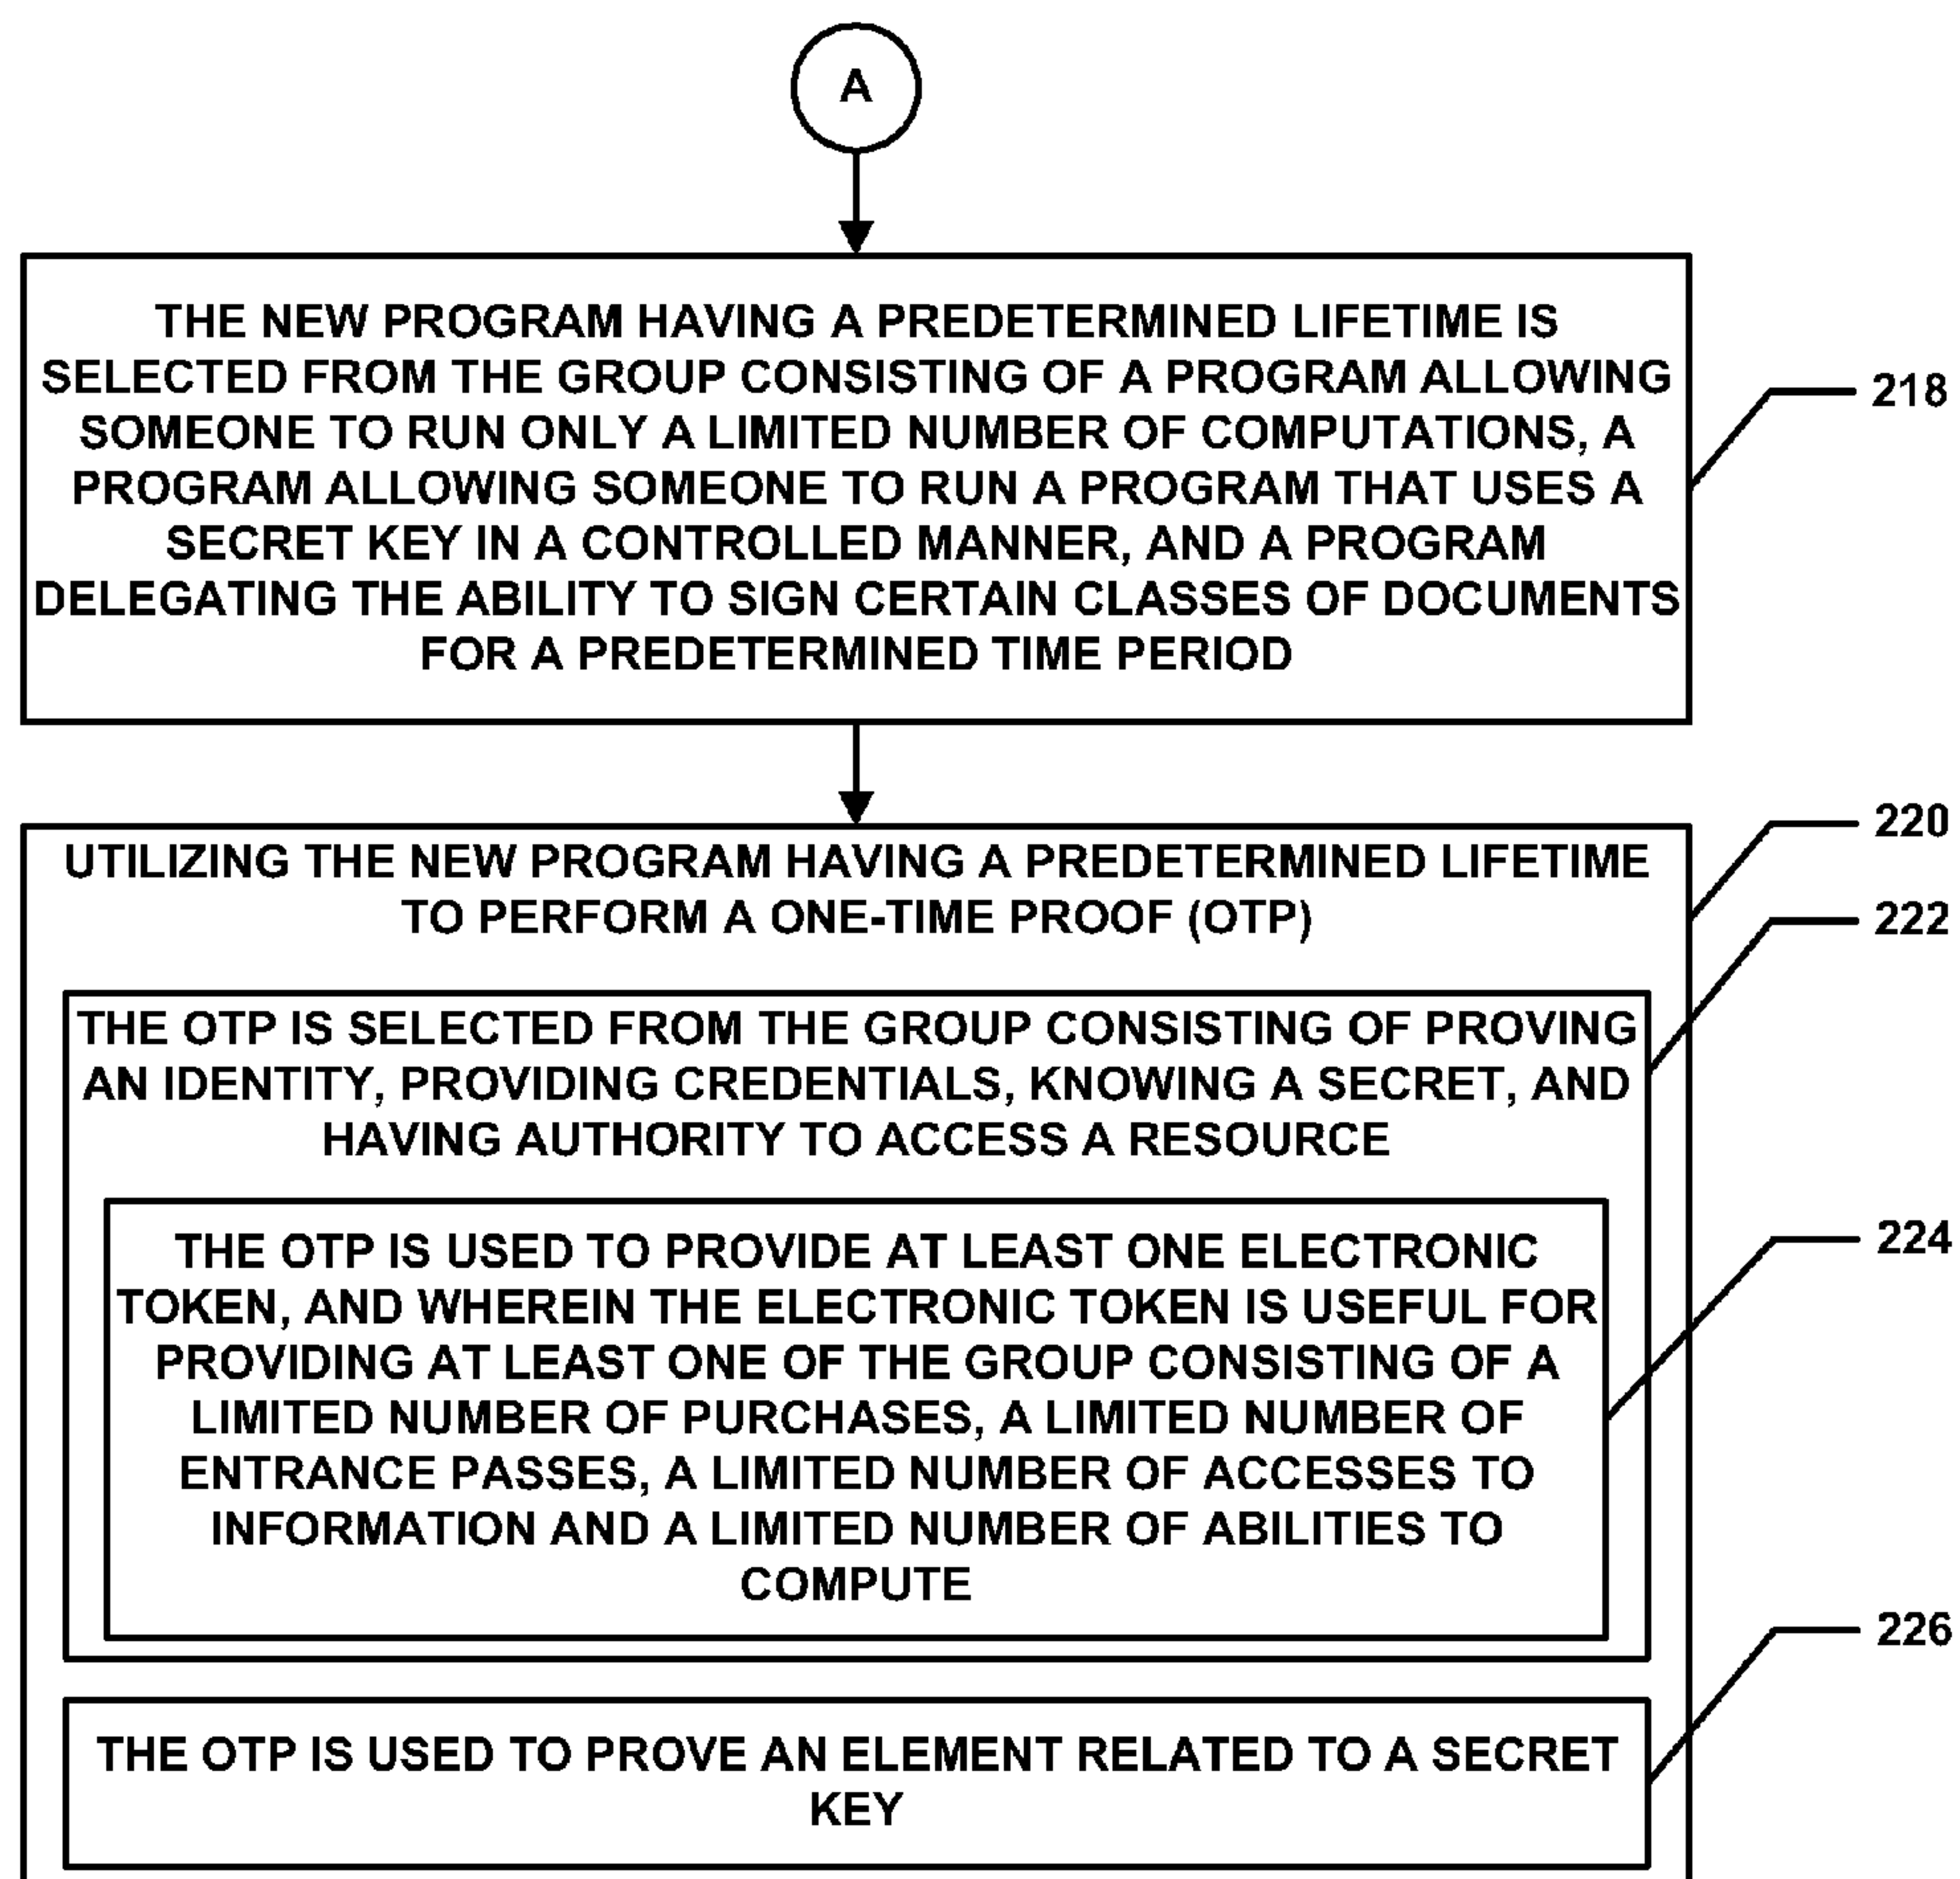 A
THE NEW PROGRAM HAVING A PREDETERMINED LIFETIME IS
SELECTED FROM THE GROUP CONSISTING OF A PROGRAM ALLOWING
SOMEONE TO RUN ONLY A LIMITED NUMBER OF COMPUTATIONS, A
PROGRAM ALLOWING SOMEONE TO RUN A PROGRAM THAT USES A
SECRET KEY IN A CONTROLLED MANNER, AND A PROGRAM
DELEGATING THE ABILITY TO SIGN CERTAIN CLASSES OF DOCUMENTS
FOR A PREDETERMINED TIME PERIOD
218
UTILIZING THE NEW PROGRAM HAVING A PREDETERMINED LIFETIME
TO PERFORM A ONE-TIME PROOF (OTP)
220
222
THE OTP IS SELECTED FROM THE GROUP CONSISTING OF PROVING
AN IDENTITY, PROVIDING CREDENTIALS, KNOWING A SECRET, AND
HAVING AUTHORITY TO ACCESS A RESOURCE
THE OTP IS USED TO PROVIDE AT LEAST ONE ELECTRONIC
TOKEN, AND WHEREIN THE ELECTRONIC TOKEN IS USEFUL FOR
PROVIDING AT LEAST ONE OF THE GROUP CONSISTING OF A
LIMITED NUMBER OF PURCHASES, A LIMITED NUMBER OF
ENTRANCE PASSES, A LIMITED NUMBER OF ACCESSES TO
INFORMATION AND A LIMITED NUMBER OF ABILITIES TO
COMPUTE
224
THE OTP IS USED TO PROVE AN ELEMENT RELATED TO A SECRET
KEY
226